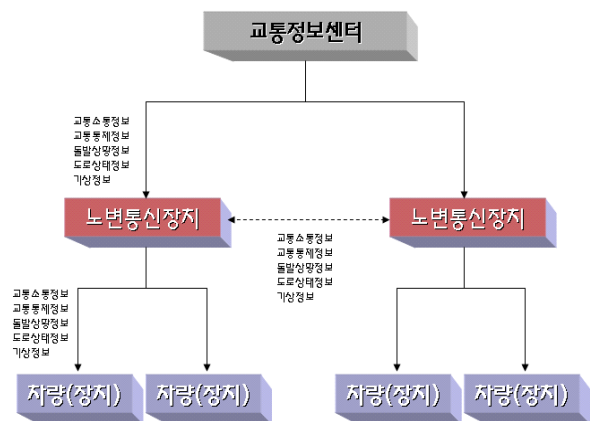 교통정보센터
교통소통정보
교통통제정보
돌발상황정보
도로상태정보
기상정보
노변통신장치
노변통신장치
교통소통정보
교통통제정보
돌발상황정보
도로상태정보
기상정보
교통소통정보
교통통제정보
돌발상황정보
도로상태정보
기상정보
차량(장치)
차량(장치)
차량(장치)
차량(장치)